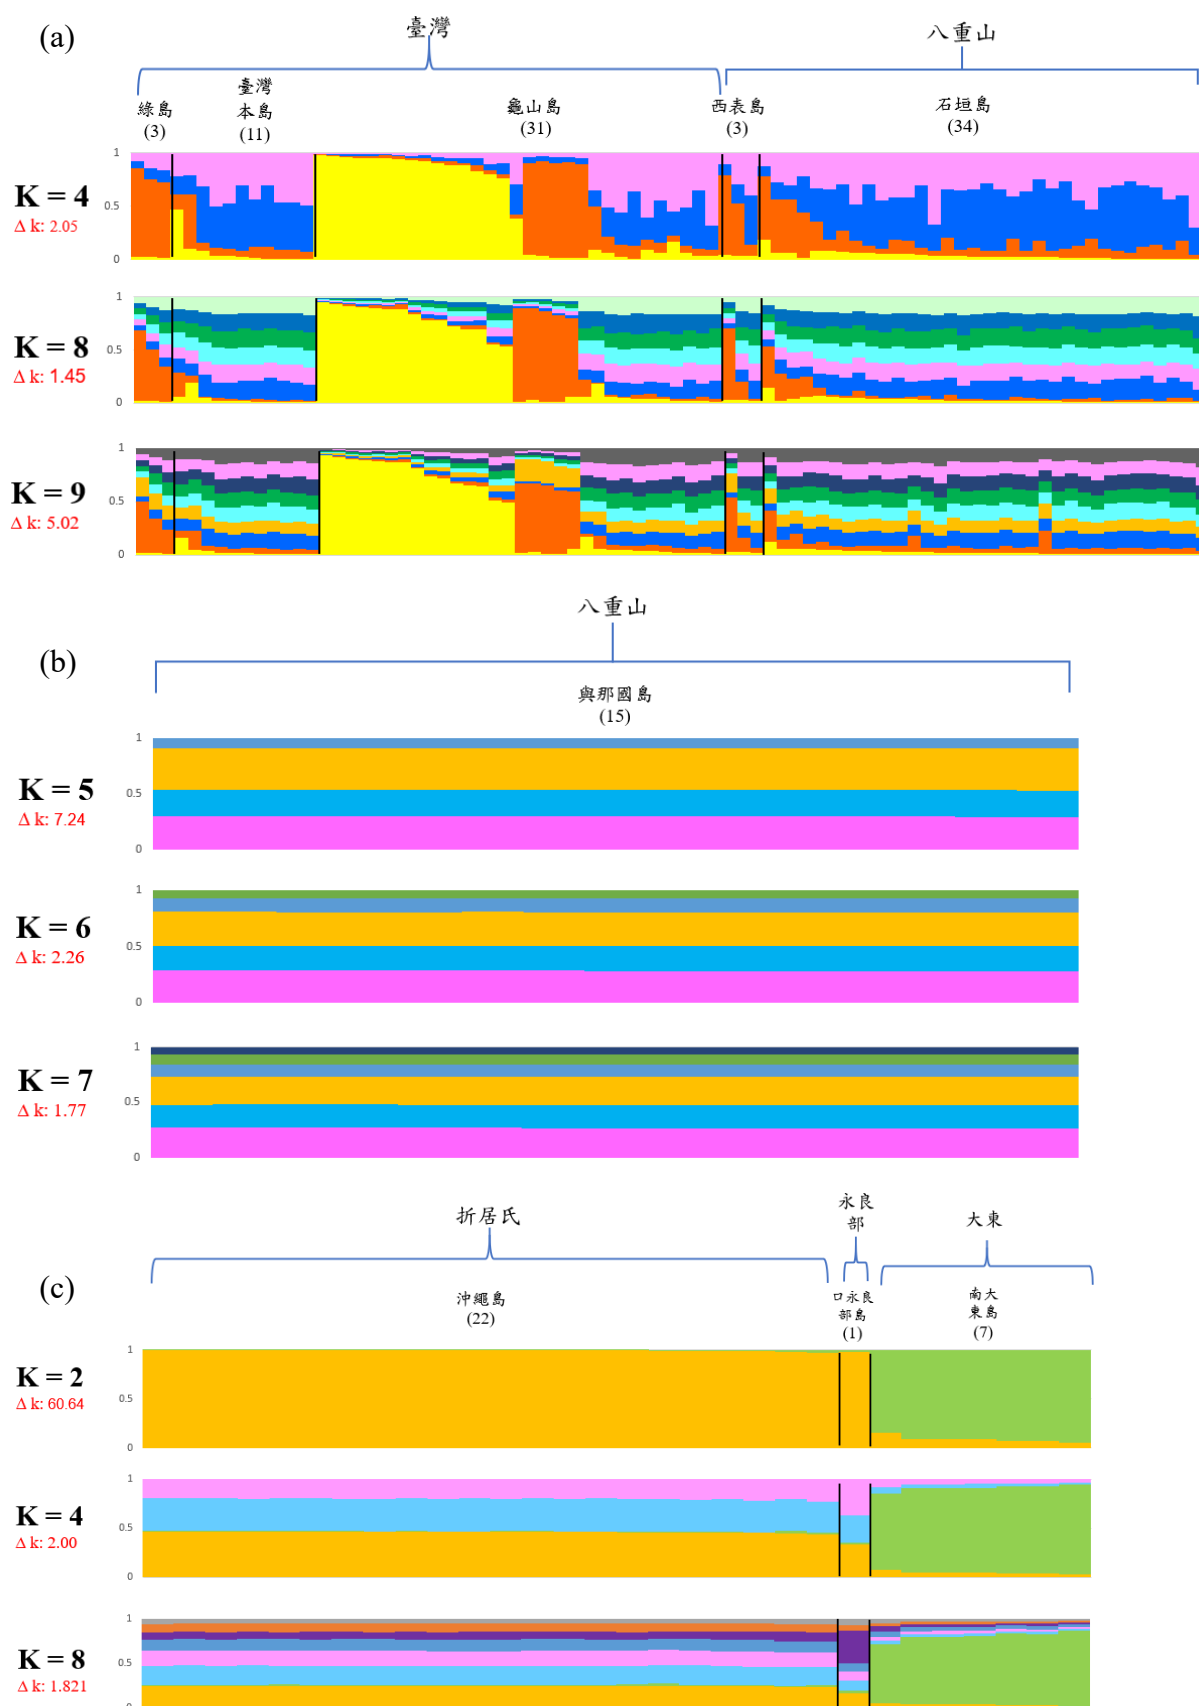 (a)
臺灣
八重山
綠島
(3)
臺灣
本島
(11)
龜山島
(31)
西表島
(3)
石垣島
(34)
K = 4
Δ k: 2.05
1
0.5
0
K = 8
Δ k: 1.45
1
0.5
0
K = 9
Δ k: 5.02
1
0.5
0
(b)
八重山
與那國島
(15)
K = 5
Δ k: 7.24
1
0.5
0
K = 6
Δ k: 2.26
1
0.5
0
K = 7
Δ k: 1.77
1
0.5
0
(c)
折居氏
永良
部
大東
沖繩島
(22)
口永良
部島
(1)
南大
東島
(7)
K = 2
Δ k: 60.64
1
0.5
0
K = 4
Δ k: 2.00
1
0.5
0
K = 8
Δ k: 1.821
1
0.5